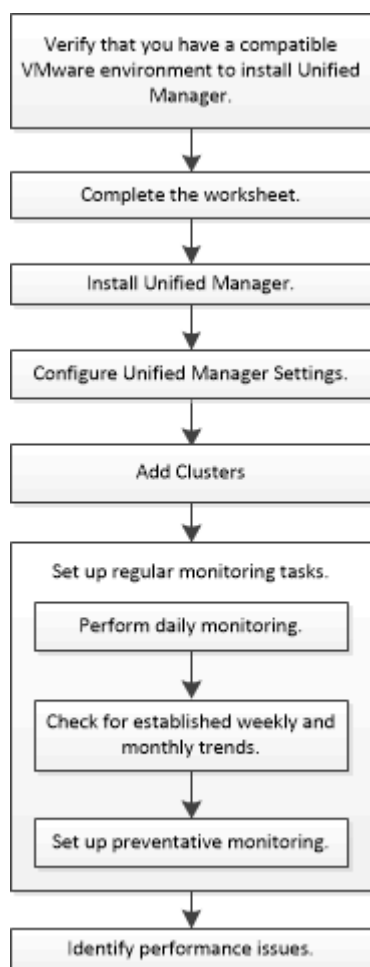 Verify that you have a compatible
VMware environment to install Unified
Manager.
Complete the worksheet.
Install Unified Manager.
Configure Unified Manager Settings.
Add Clusters
Set up regular monitoring tasks.
Perform daily monitoring.
Check for established weekly and
monthly trends.
Set up preventative monitoring.
Identify performance issues.